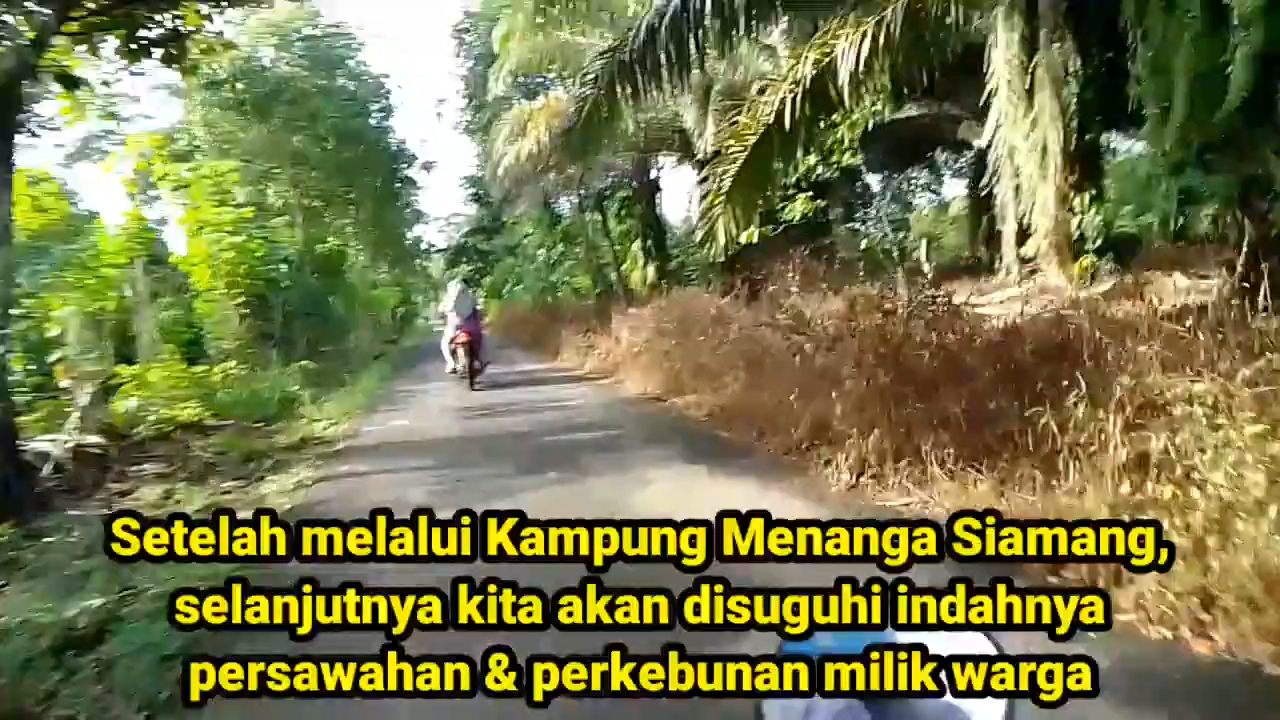 Setelah melalui Kampung Menanga Siamang,
selanjutnya kita akan disuguhi indahnya
persawahan & perkebunan milik warga